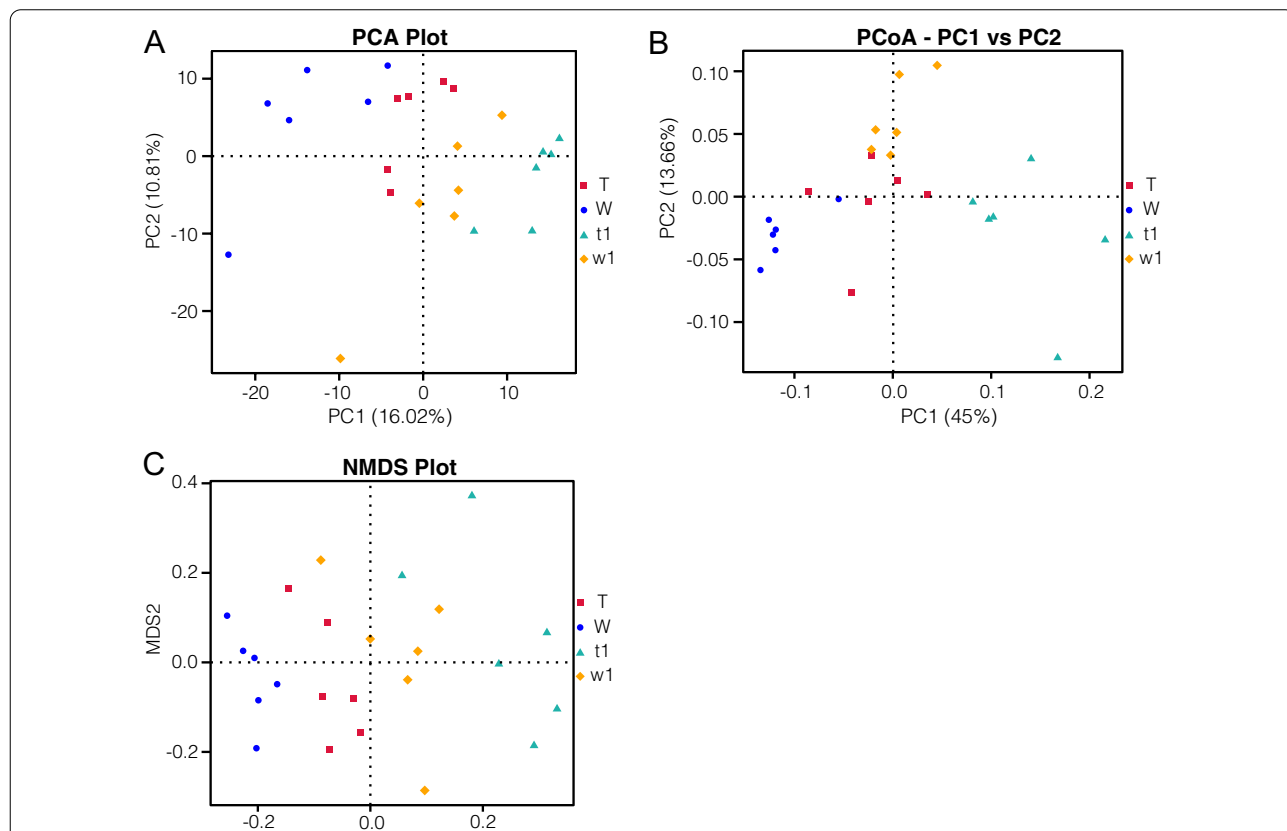 A
PCA Plot
10
0
-10
-20
PC2 (10.81%)
-20
-10
0
10
PC1 (16.02%)
T
W
t1
w1
B
PCoA - PC1 vs PC2
0.10
0.05
0.00
-0.05
-0.10
PC2 (13.66%)
-0.1
0.0
0.1
0.2
PC1 (45%)
T
W
t1
w1
C
NMDS Plot
0.4
0.2
0.0
-0.2
MDS2
-0.2
0.0
0.2
T
W
t1
w1